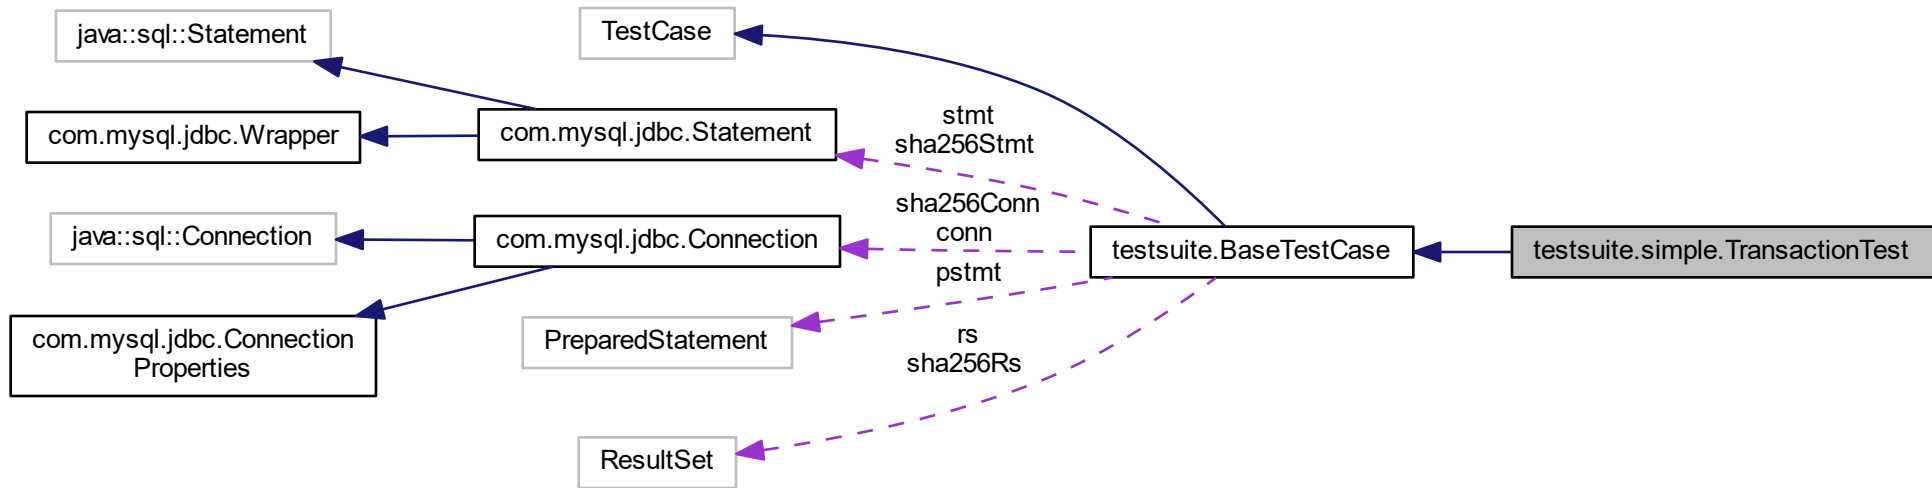 java::sql::Statement
TestCase
com.mysql.jdbc.Wrapper
com.mysql.jdbc.Statement
stmt
sha256Stmt
java::sql::Connection
com.mysql.jdbc.Connection
sha256Conn
conn
testsuite.BaseTestCase
testsuite.simple.TransactionTest
pstmt
com.mysql.jdbc.Connection
Properties
PreparedStatement
rs
sha256Rs
ResultSet